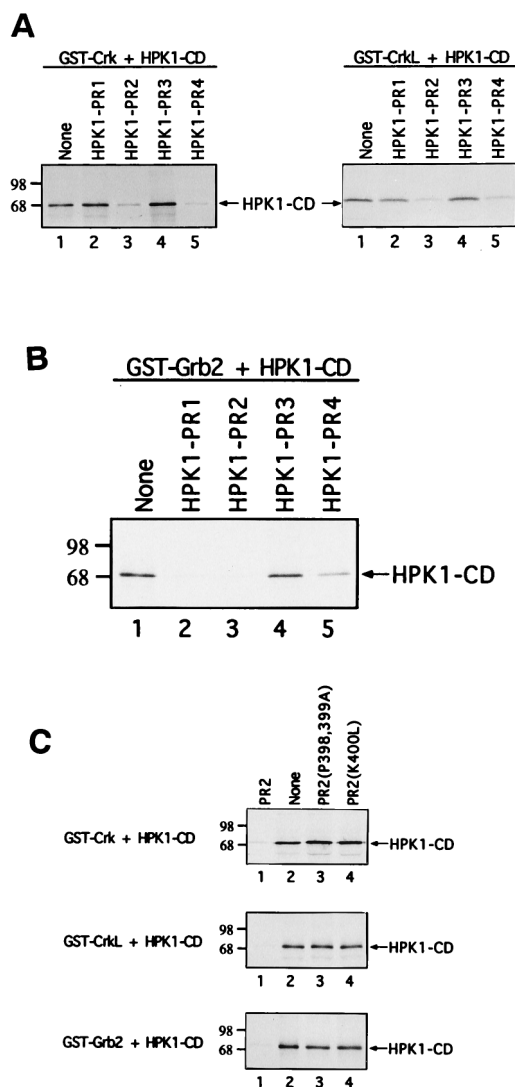 A
GST-Crk + HPK1-CD
None
HPK1-PR1
HPK1-PR2
HPK1-PR3
HPK1-PR4
98
68
HPK1-CD
1 2 3 4 5
GST-CrkL + HPK1-CD
None
HPK1-PR1
HPK1-PR2
HPK1-PR3
HPK1-PR4
1 2 3 4 5
B
GST-Grb2 + HPK1-CD
None
HPK1-PR1
HPK1-PR2
HPK1-PR3
HPK1-PR4
98
68
HPK1-CD
1 2 3 4 5
C
PR2
None
PR2(P398,399A)
PR2(K400L)
GST-Crk + HPK1-CD
98
68
HPK1-CD
1 2 3 4
GST-CrkL + HPK1-CD
98
68
HPK1-CD
1 2 3 4
GST-Grb2 + HPK1-CD
98
68
HPK1-CD
1 2 3 4